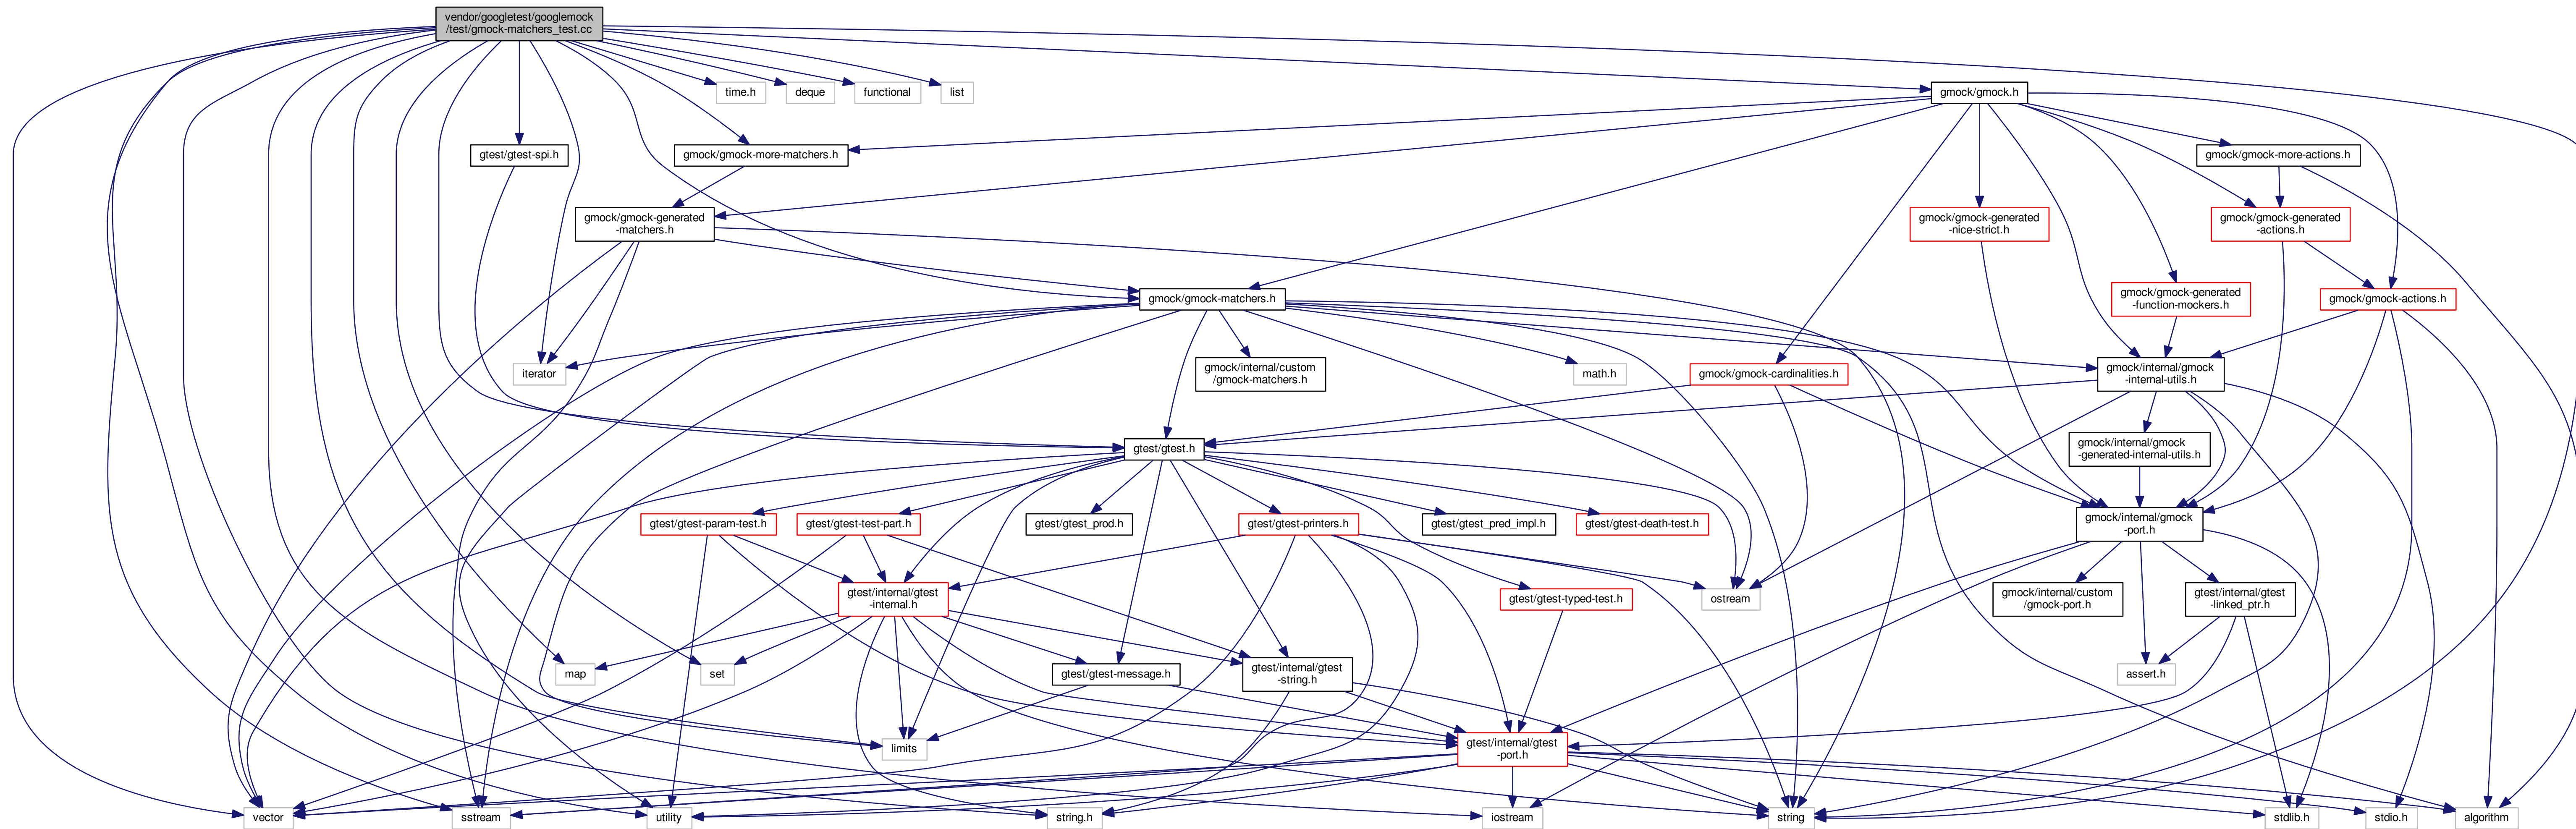 vendor/googletest/googlemock
/test/gmock-matchers_test.cc
time.h
deque
functional
list
gmock/gmock.h
gtest/gtest-spi.h
gmock/gmock-more-matchers.h
gmock/gmock-more-actions.h
gmock/gmock-generated
-matchers.h
gmock/gmock-generated
-nice-strict.h
gmock/gmock-generated
-actions.h
gmock/gmock-matchers.h
gmock/gmock-generated
-function-mockers.h
gmock/gmock-actions.h
iterator
gmock/internal/custom
/gmock-matchers.h
math.h
gmock/gmock-cardinalities.h
gmock/internal/gmock
-internal-utils.h
gtest/gtest.h
gmock/internal/gmock
-generated-internal-utils.h
gtest/gtest-param-test.h
gtest/gtest-test-part.h
gtest/gtest_prod.h
gtest/gtest-printers.h
gtest/gtest_pred_impl.h
gtest/gtest-death-test.h
gmock/internal/gmock
-port.h
gtest/internal/gtest
-internal.h
gtest/gtest-typed-test.h
ostream
gmock/internal/custom
/gmock-port.h
gtest/internal/gtest
-linked_ptr.h
map
set
gtest/gtest-message.h
gtest/internal/gtest
-string.h
assert.h
limits
gtest/internal/gtest
-port.h
vector
sstream
utility
string.h
iostream
string
stdlib.h
stdio.h
algorithm